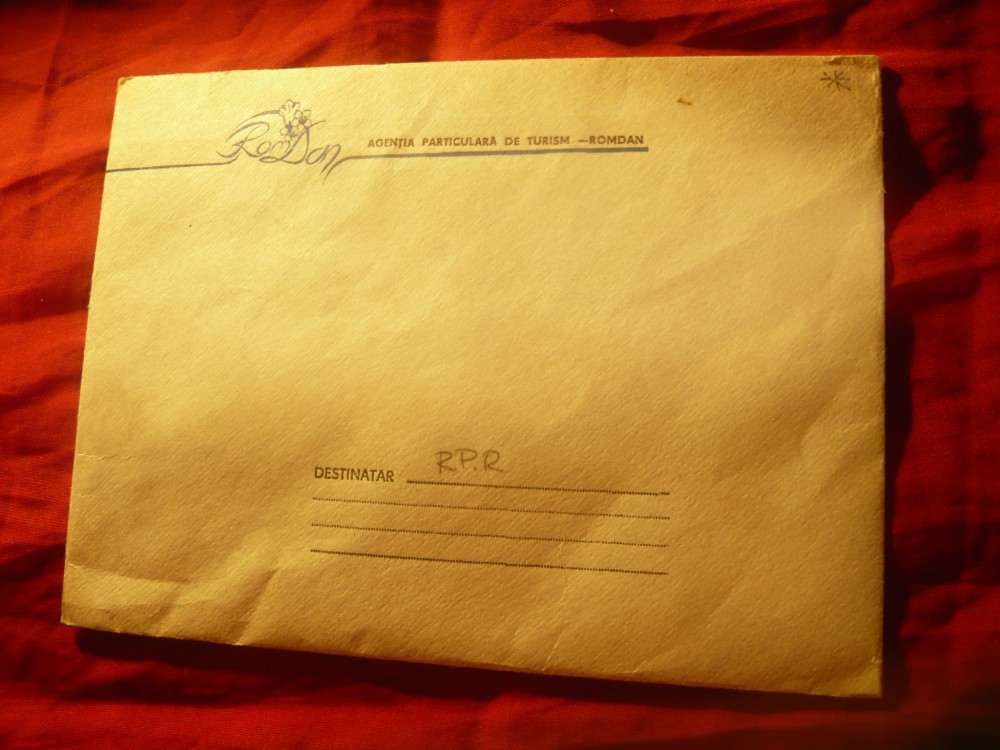 RomDan
AGENȚIA PARTICULARĂ DE TURISM —ROMDAN
DESTINATAR R.P.R